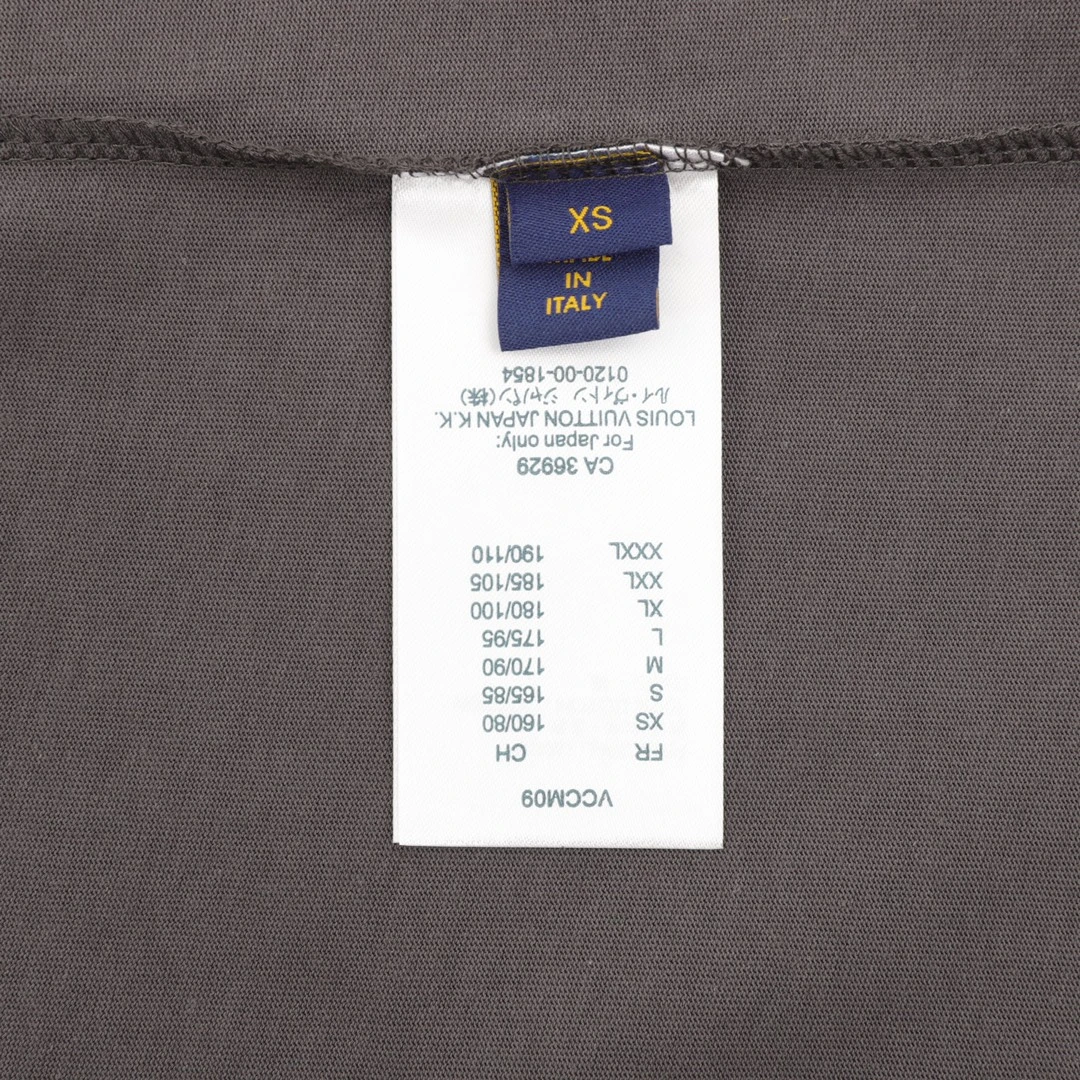 XS
MADE
IN
ITALY
VCCM09
FR CH
XS 160/80
S 165/85
M 170/90
L 175/95
XL 180/100
XXL 185/105
XXXL 190/110
CA 36929
For Japan only:
LOUIS VUITTON JAPAN K.K.
ルイ・ヴィトン ジャパン(株)
0120-00-1854